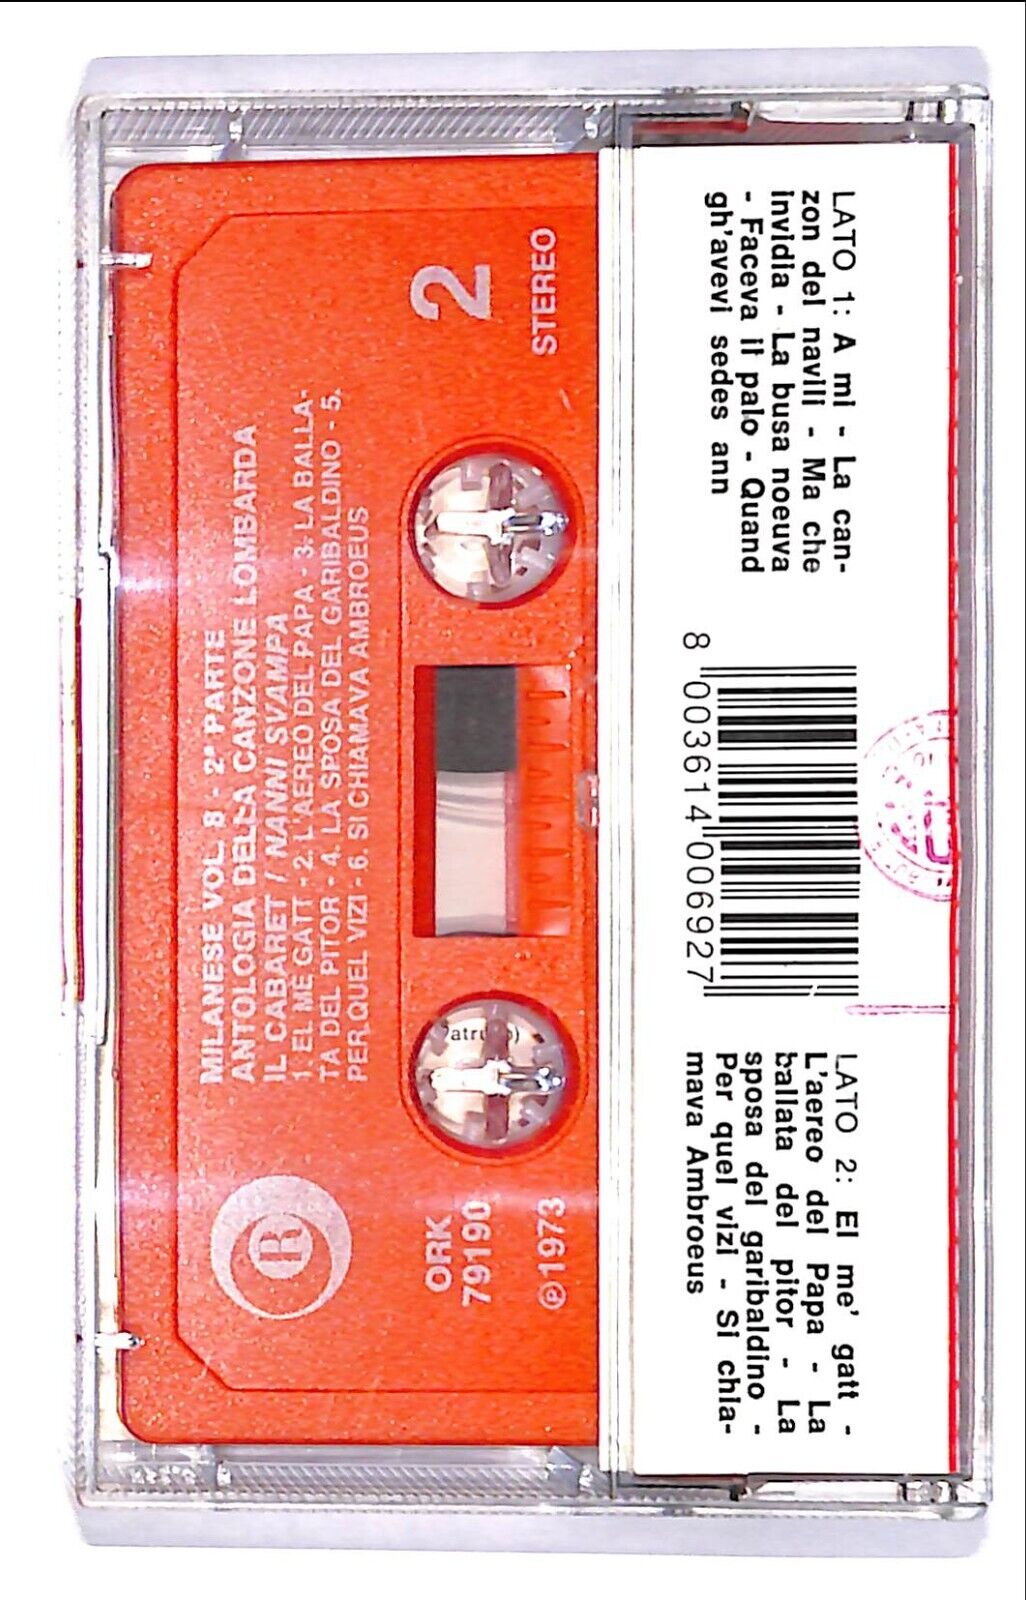 2
STEREO
MILANESE VOL. 8 - 2ª PARTE
ANTOLOGIA DELLA CANZONE LOMBARDA
IL CABARET / NANNI SVAMPA
1. EL MÈ GATT - 2. L'AEREO DEL PAPA - 3. LA BALLA-
TA DEL PITOR - 4. LA SPOSA DEL GARIBALDINO - 5.
PER QUEL VIZI - 6. SI CHIAMAVA AMBROEUS
R
ORK
79190
℗1973
LATO 1: A mi - La can-
zon del navili - Ma che
invidia - La busa noeuva
- Faceva il palo - Quand
gh'avevi sedes ann
8 003614 006927
LATO 2: El me' gatt -
L'aereo del Papa - La
ballata del pitor - La
sposa del garibaldino -
Per quel vizi - Si chia-
mava Ambroeus